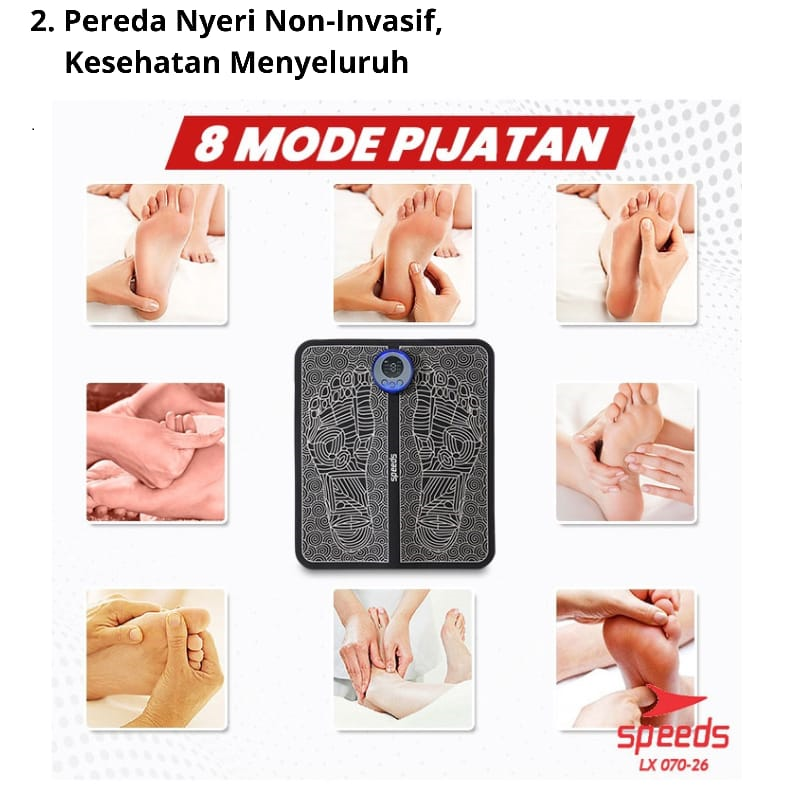 2. Pereda Nyeri Non-Invasif,
Kesehatan Menyeluruh
8 MODE PIJATAN
speeds
speeds
LX 070-26